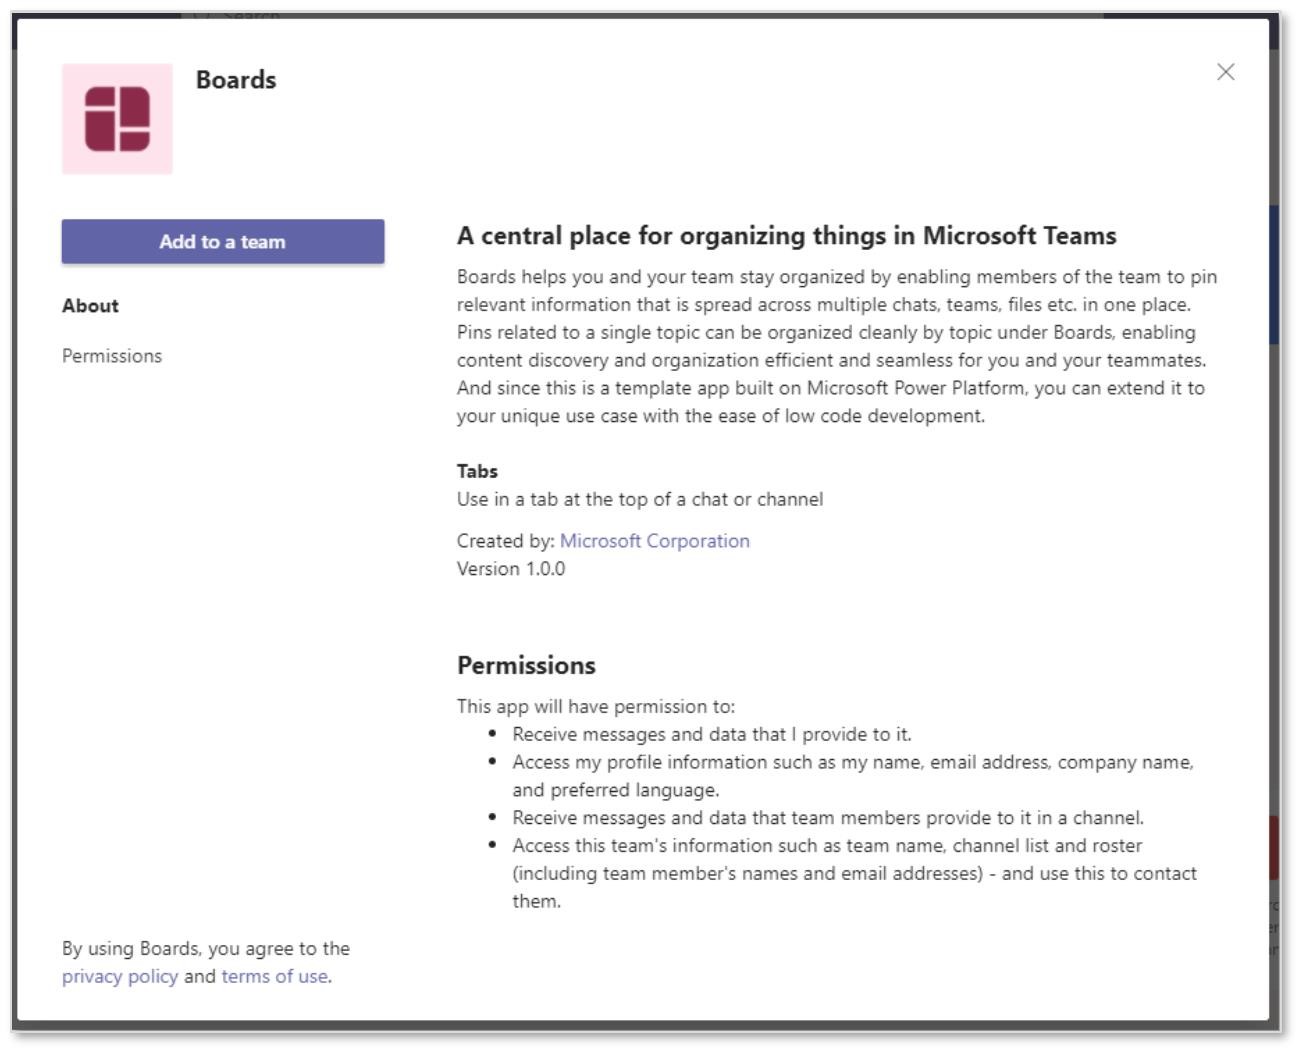 Search
Boards
Add to a team
About
Permissions
A central place for organizing things in Microsoft Teams
Boards helps you and your team stay organized by enabling members of the team to pin
relevant information that is spread across multiple chats, teams, files etc. in one place.
Pins related to a single topic can be organized cleanly by topic under Boards, enabling
content discovery and organization efficient and seamless for you and your teammates.
And since this is a template app built on Microsoft Power Platform, you can extend it to
your unique use case with the ease of low code development.
Tabs
Use in a tab at the top of a chat or channel
Created by: Microsoft Corporation
Version 1.0.0
Permissions
This app will have permission to:
• Receive messages and data that I provide to it.
• Access my profile information such as my name, email address, company name,
and preferred language.
• Receive messages and data that team members provide to it in a channel.
• Access this team's information such as team name, channel list and roster
(including team member's names and email addresses) - and use this to contact
them.
By using Boards, you agree to the
privacy policy and terms of use.